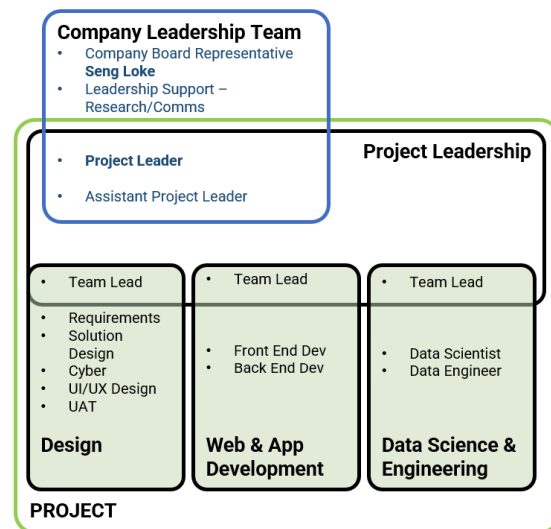 Company Leadership Team
• Company Board Representative
Seng Loke
• Leadership Support –
Research/Comms
• Project Leader
Project Leadership
• Assistant Project Leader
• Team Lead
• Requirements
• Solution
Design
• Cyber
• UI/UX Design
• UAT
Design
• Team Lead
• Front End Dev
• Back End Dev
Web & App
Development
• Team Lead
• Data Scientist
• Data Engineer
Data Science &
Engineering
PROJECT